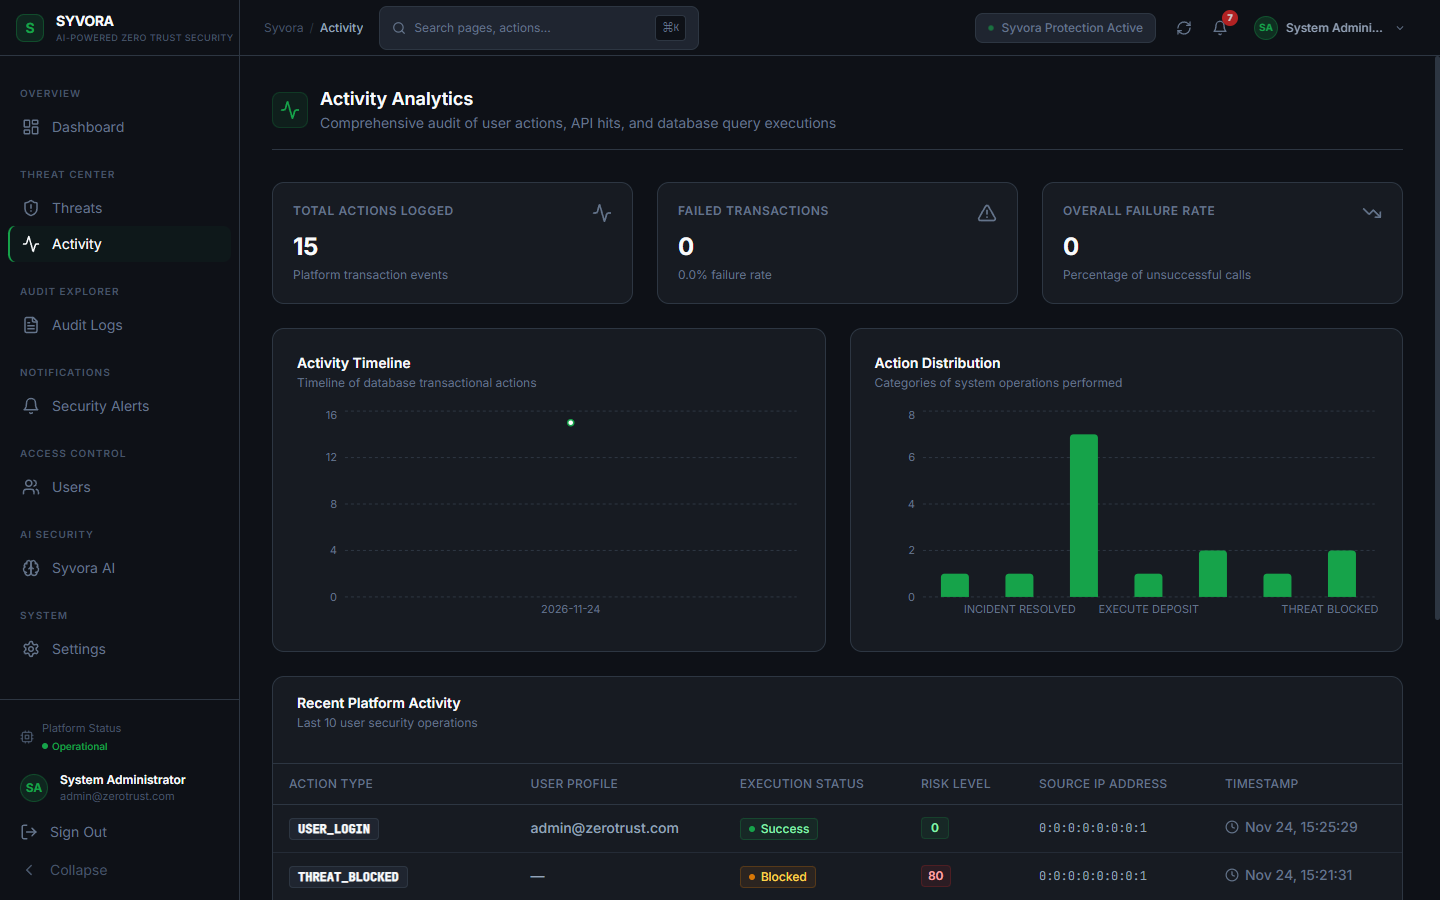 S
SYVORA
AI-POWERED ZERO TRUST SECURITY
Syvora / Activity
Search pages, actions...
⌘K
Syvora Protection Active
7
SA
System Admini...
OVERVIEW
Dashboard
THREAT CENTER
Threats
Activity
AUDIT EXPLORER
Audit Logs
NOTIFICATIONS
Security Alerts
ACCESS CONTROL
Users
AI SECURITY
Syvora AI
SYSTEM
Settings
Platform Status
Operational
SA
System Administrator
admin@zerotrust.com
Sign Out
Collapse
Activity Analytics
Comprehensive audit of user actions, API hits, and database query executions
TOTAL ACTIONS LOGGED
15
Platform transaction events
FAILED TRANSACTIONS
0
0.0% failure rate
OVERALL FAILURE RATE
0
Percentage of unsuccessful calls
Activity Timeline
Timeline of database transactional actions
16
12
8
4
0
2026-11-24
Action Distribution
Categories of system operations performed
8
6
4
2
0
INCIDENT RESOLVED EXECUTE DEPOSIT THREAT BLOCKED
Recent Platform Activity
Last 10 user security operations
ACTION TYPE USER PROFILE EXECUTION STATUS RISK LEVEL SOURCE IP ADDRESS TIMESTAMP
USER_LOGIN admin@zerotrust.com Success 0 0:0:0:0:0:0:0:1 Nov 24, 15:25:29
THREAT_BLOCKED — Blocked 80 0:0:0:0:0:0:0:1 Nov 24, 15:21:31